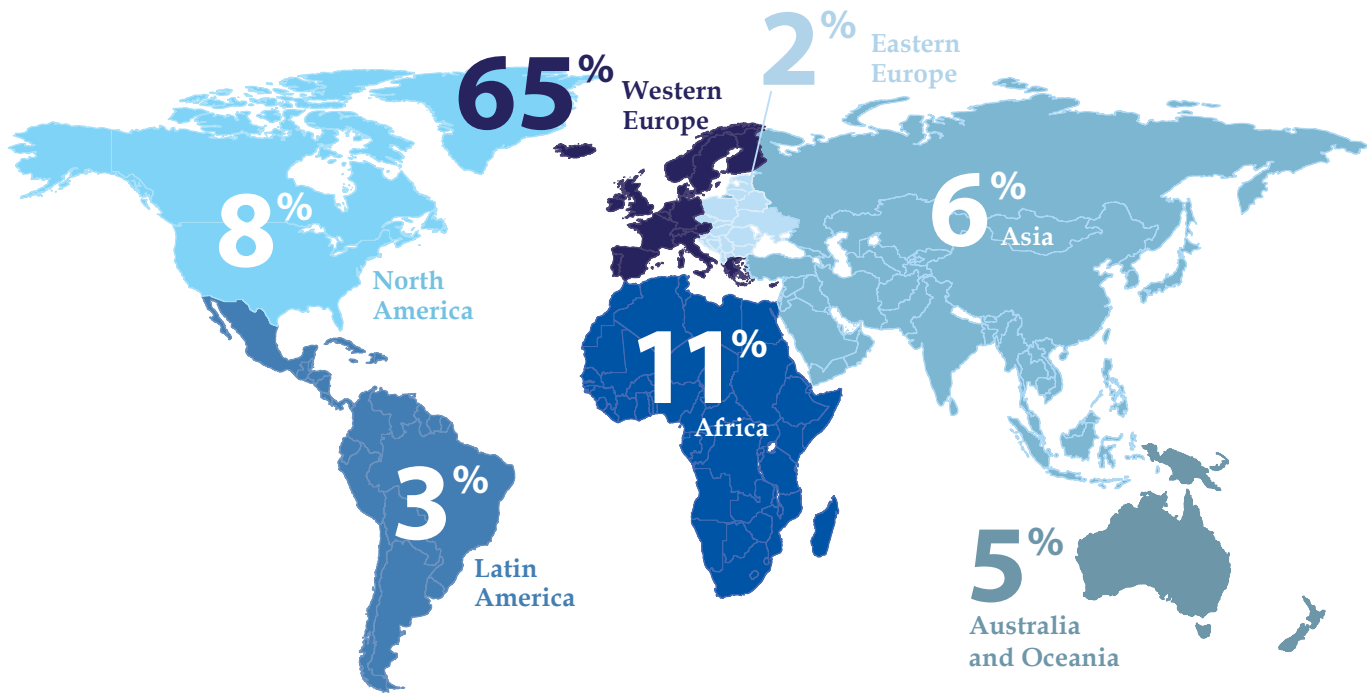 2%
Eastern
Europe
65%
Western
Europe
8%
North
America
6%
Asia
11%
Africa
3%
Latin
America
5%
Australia
and Oceania